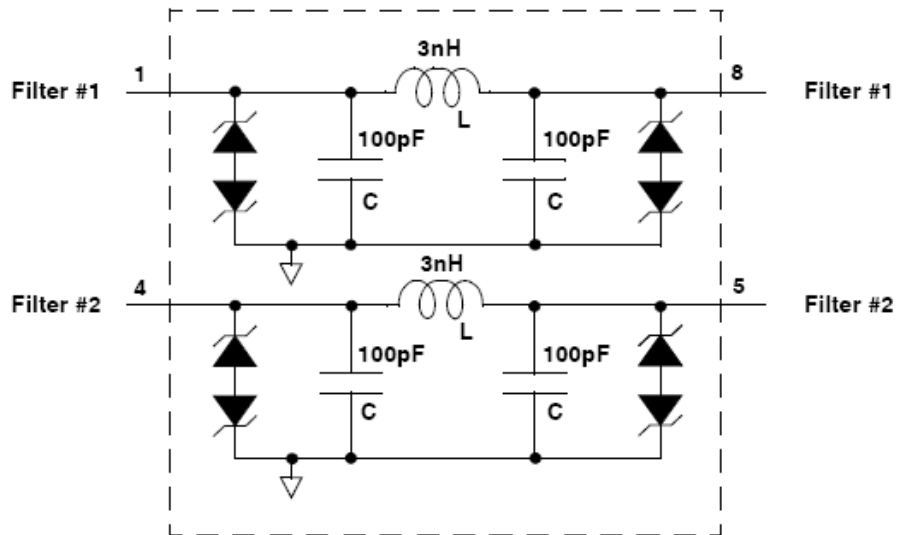 3nH
Filter #1 1 8 Filter #1
L
100pF 100pF
C C
3nH
Filter #2 4 5 Filter #2
L
100pF 100pF
C C